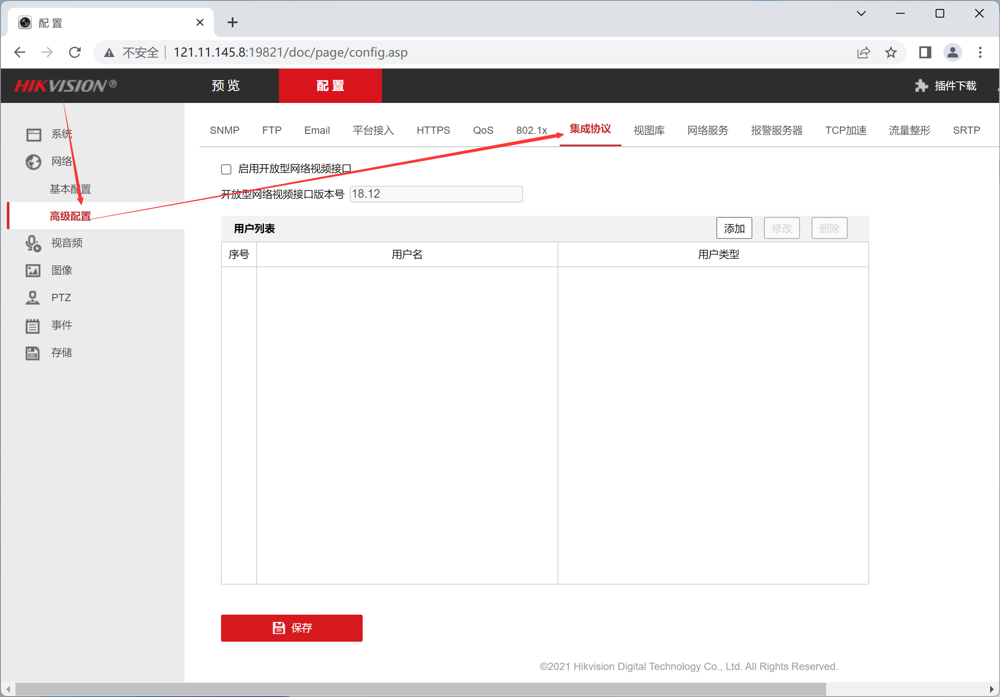 配 置
不安全 121.11.145.8:19821/doc/page/config.asp
HIKVISION® 预 览 配 置 插件下载
系统
网络
基本配置
高级配置
视音频
图像
PTZ
事件
存储
SNMP FTP Email 平台接入 HTTPS QoS 802.1x 集成协议 视图库 网络服务 报警服务器 TCP加速 流量整形 SRTP
启用开放型网络视频接口
开放型网络视频接口版本号 18.12
用户列表 添加 修改 删除
序号 用户名 用户类型
保存
©2021 Hikvision Digital Technology Co., Ltd. All Rights Reserved.